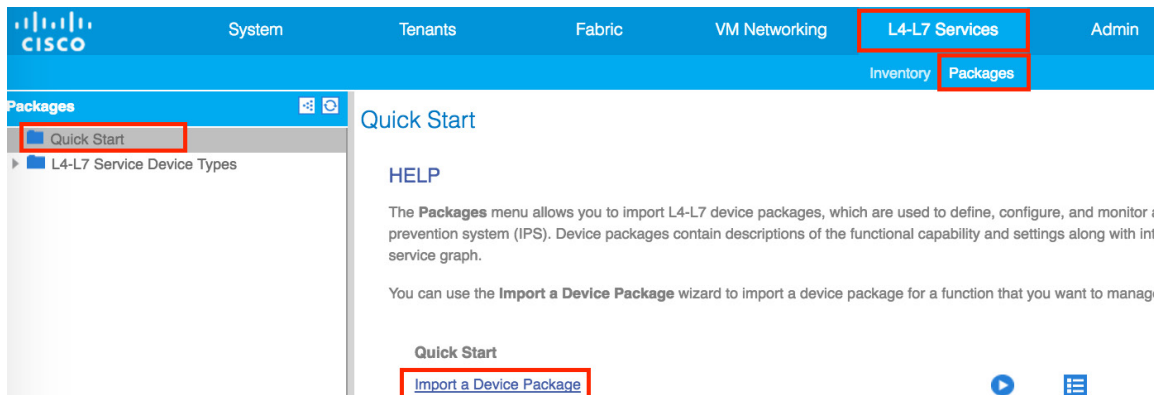 CISCO
System Tenants Fabric VM Networking L4-L7 Services Admin
Inventory Packages
Packages
Quick Start
L4-L7 Service Device Types
Quick Start
HELP
The Packages menu allows you to import L4-L7 device packages, which are used to define, configure, and monitor
prevention system (IPS). Device packages contain descriptions of the functional capability and settings along with int
service graph.
You can use the Import a Device Package wizard to import a device package for a function that you want to manag
Quick Start
Import a Device Package